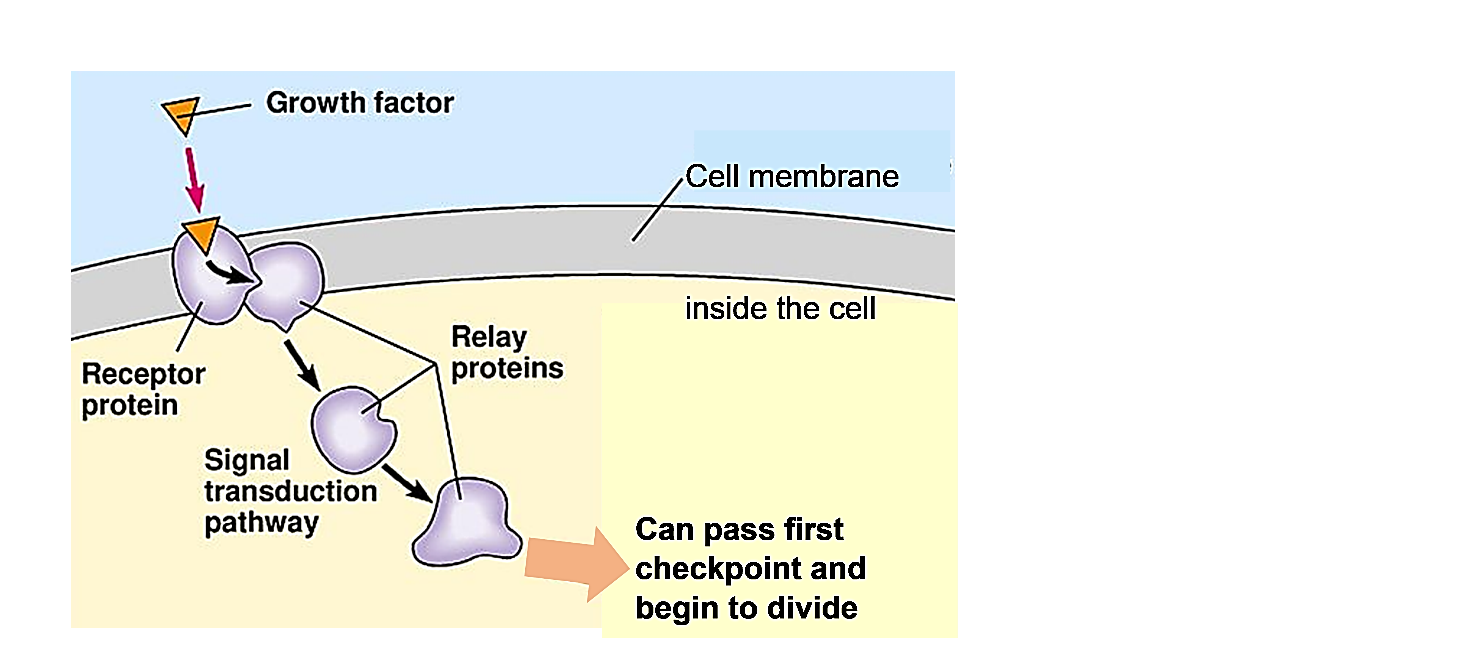 Growth factor
Cell membrane
inside the cell
Relay
proteins
Receptor
protein
Signal
transduction
pathway
Can pass first
checkpoint and
begin to divide